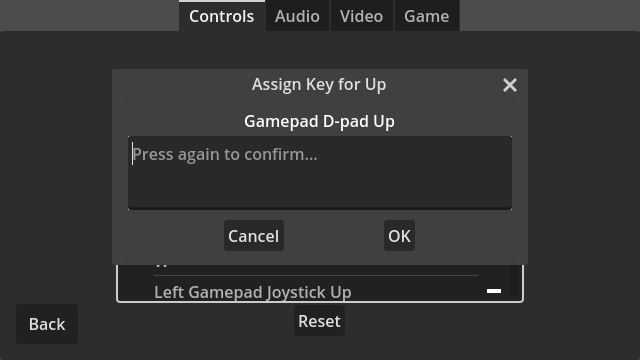 Controls Audio Video Game
Assign Key for Up
Gamepad D-pad Up
Press again to confirm...
Cancel OK
Left Gamepad Joystick Up
Back Reset